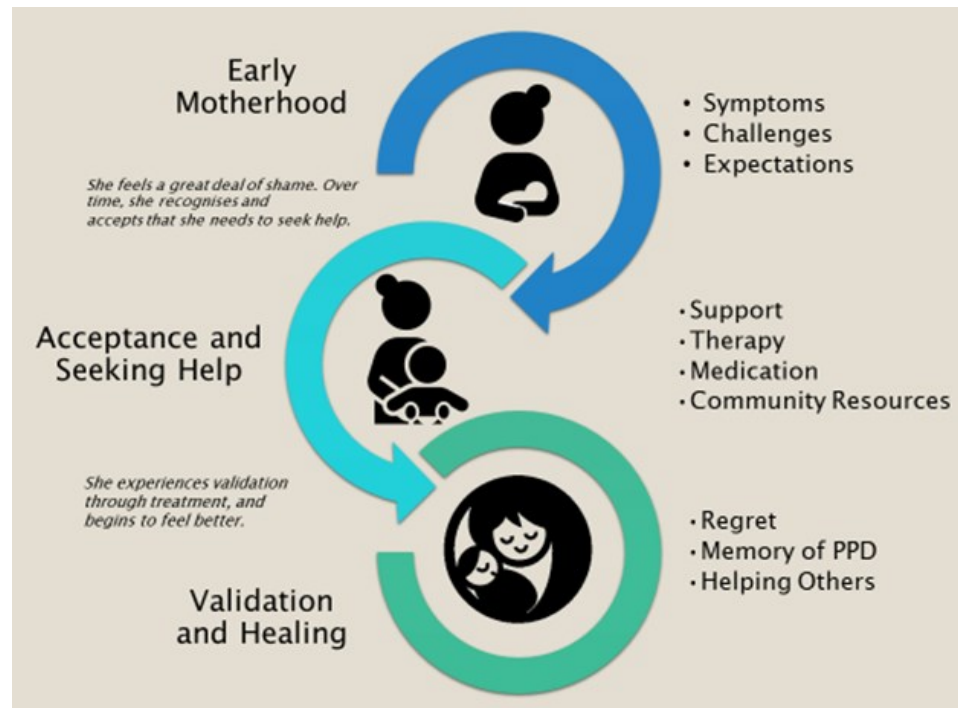 Early
Motherhood
• Symptoms
• Challenges
• Expectations
She feels a great deal of shame. Over
time, she recognises and
accepts that she needs to seek help.
Acceptance and
Seeking Help
• Support
• Therapy
• Medication
• Community Resources
She experiences validation
through treatment, and
begins to feel better.
Validation
and Healing
• Regret
• Memory of PPD
• Helping Others